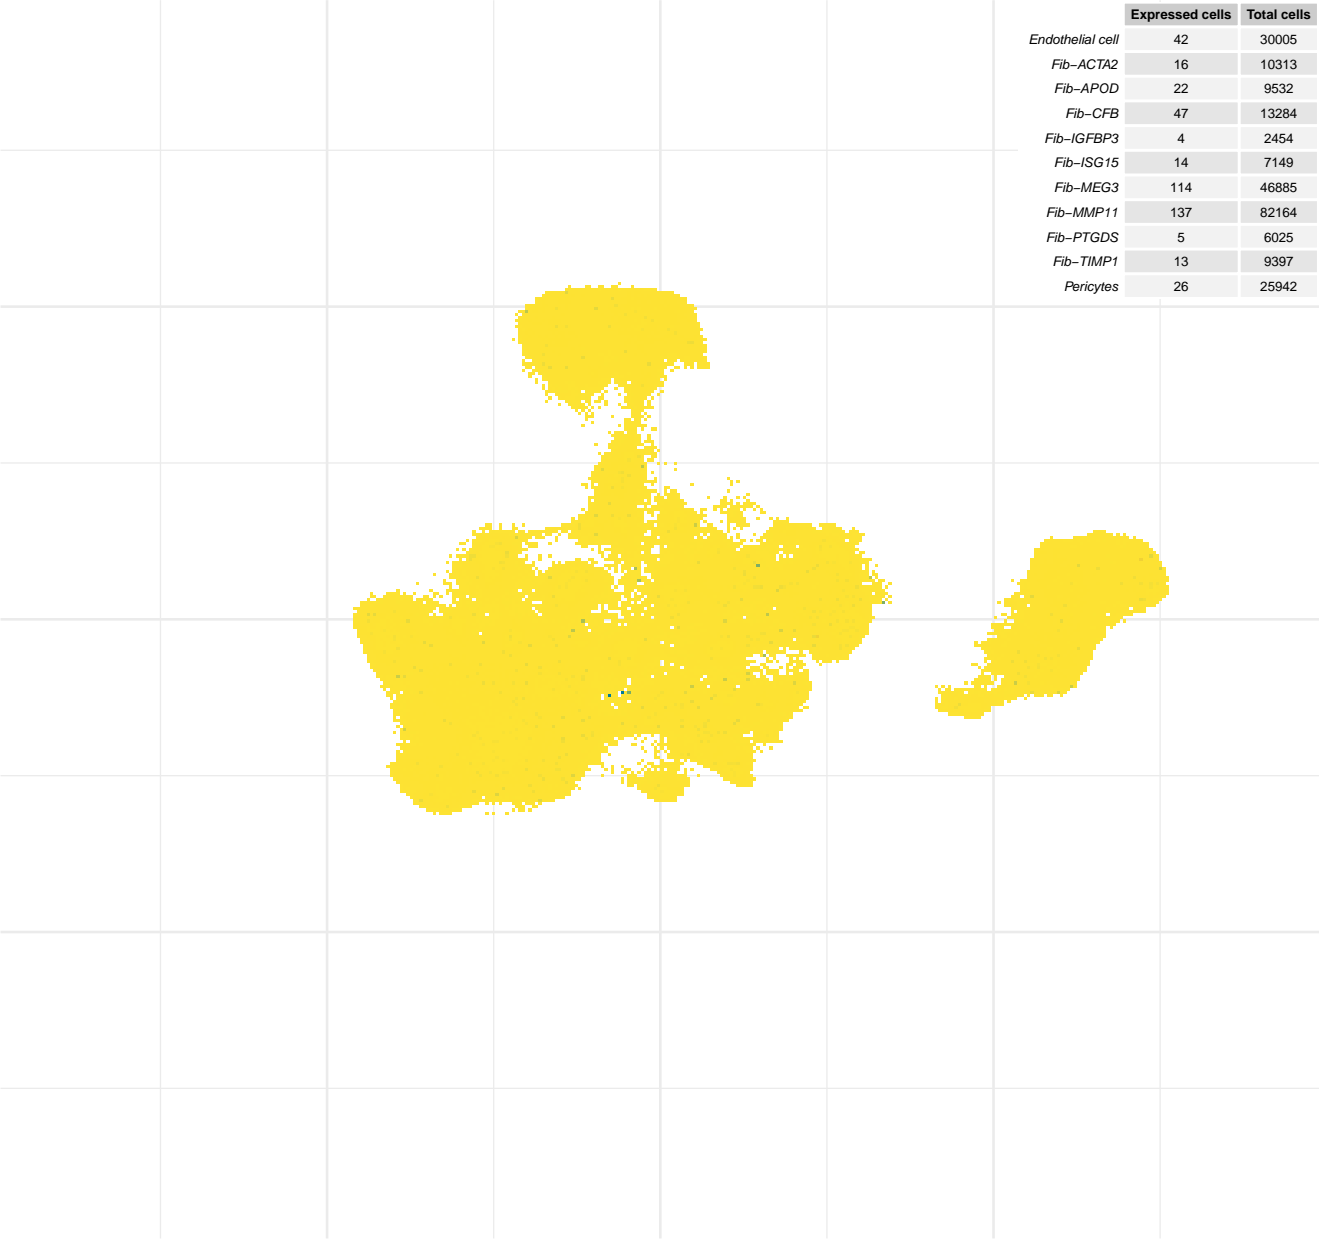 Expressed cells Total cells
Endothelial cell 42 30005
Fib−ACTA2 16 10313
Fib−APOD 22 9532
Fib−CFB 47 13284
Fib−IGFBP3 4 2454
Fib−ISG15 14 7149
Fib−MEG3 114 46885
Fib−MMP11 137 82164
Fib−PTGDS 5 6025
Fib−TIMP1 13 9397
Pericytes 26 25942